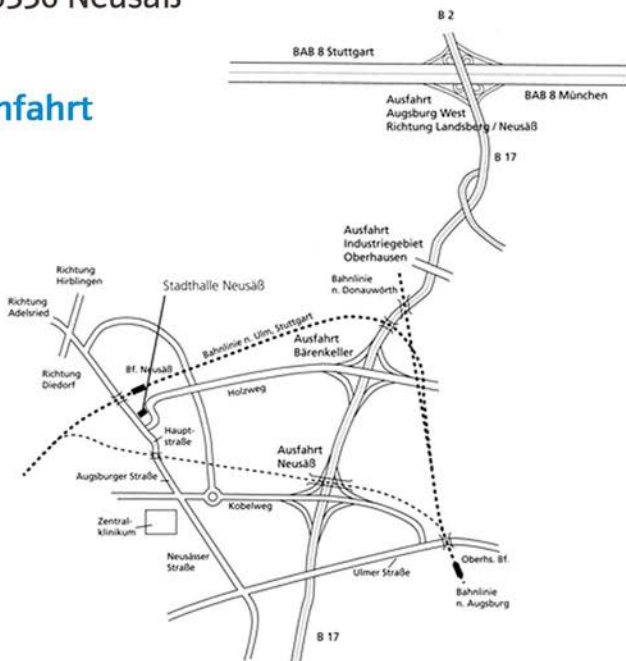 86356 Neusäß
nfahrt
B 2
BAB 8 Stuttgart
BAB 8 München
Ausfahrt
Augsburg West
Richtung Landsberg / Neusäß
B 17
Ausfahrt
Industriegebiet
Oberhausen
Bahnlinie
n. Donauwörth
Richtung
Hirblingen
Stadthalle Neusäß
Richtung
Adelsried
Bahnlinie n. Ulm, Stuttgart
Ausfahrt
Bärenkeller
Richtung
Diedorf
Bf. Neusäß
Holzweg
Haupt-
straße
Ausfahrt
Neusäß
Augsburger Straße
Kobelweg
Zentral-
klinikum
Neusässer
Straße
Ulmer Straße
Oberhs. Bf.
Bahnlinie
n. Augsburg
B 17